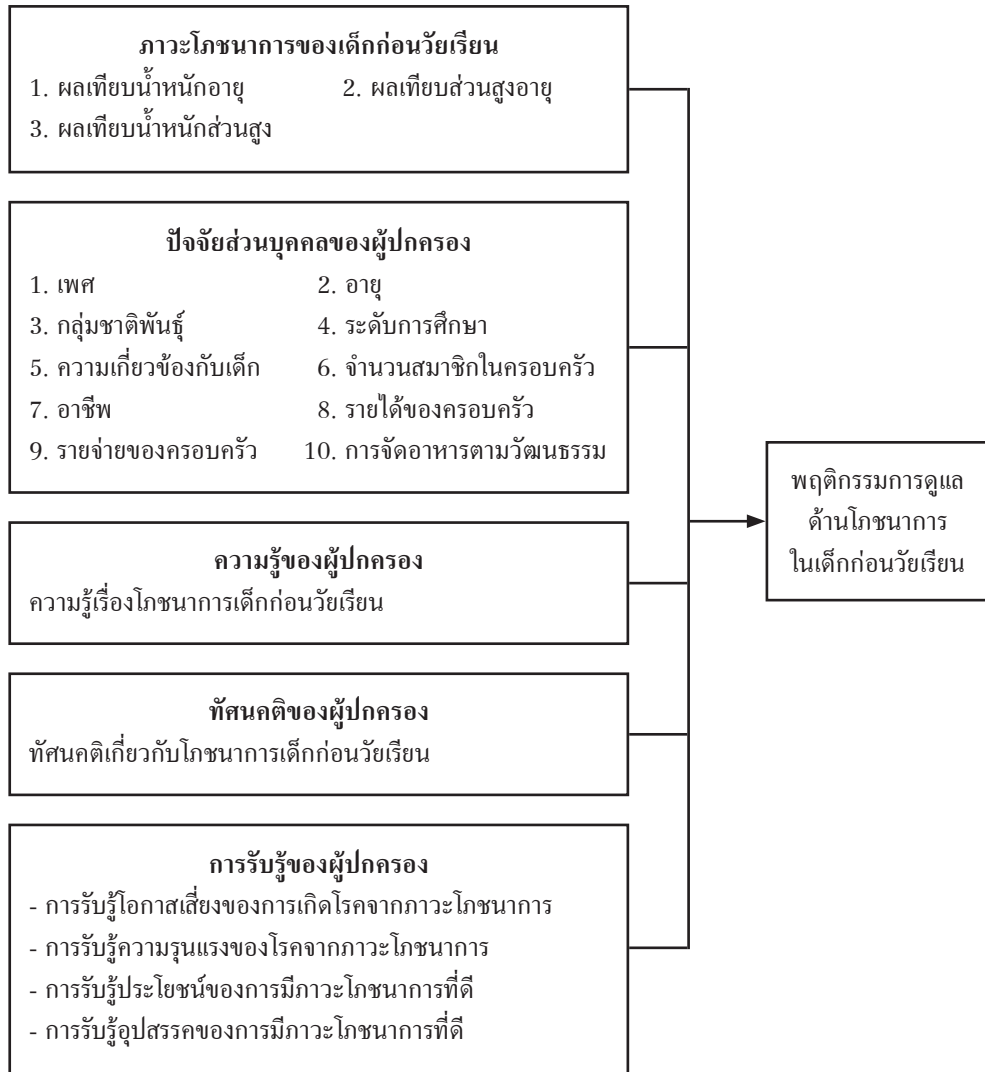 ภาวะโภชนาการของเด็กก่อนวัยเรียน
1. ผลเทียบน้ำหนักอายุ 2. ผลเทียบส่วนสูงอายุ
3. ผลเทียบน้ำหนักส่วนสูง
ปัจจัยส่วนบุคคลของผู้ปกครอง
1. เพศ 2. อายุ
3. กลุ่มชาติพันธุ์ 4. ระดับการศึกษา
5. ความเกี่ยวข้องกับเด็ก 6. จำนวนสมาชิกในครอบครัว
7. อาชีพ 8. รายได้ของครอบครัว
9. รายจ่ายของครอบครัว 10. การจัดอาหารตามวัฒนธรรม
ความรู้ของผู้ปกครอง
ความรู้เรื่องโภชนาการเด็กก่อนวัยเรียน
ทัศนคติของผู้ปกครอง
ทัศนคติเกี่ยวกับโภชนาการเด็กก่อนวัยเรียน
การรับรู้ของผู้ปกครอง
- การรับรู้โอกาสเสี่ยงของการเกิดโรคจากภาวะโภชนาการ
- การรับรู้ความรุนแรงของโรคจากภาวะโภชนาการ
- การรับรู้ประโยชน์ของการมีภาวะโภชนาการที่ดี
- การรับรู้อุปสรรคของการมีภาวะโภชนาการที่ดี
พฤติกรรมการดูแล
ด้านโภชนาการ
ในเด็กก่อนวัยเรียน